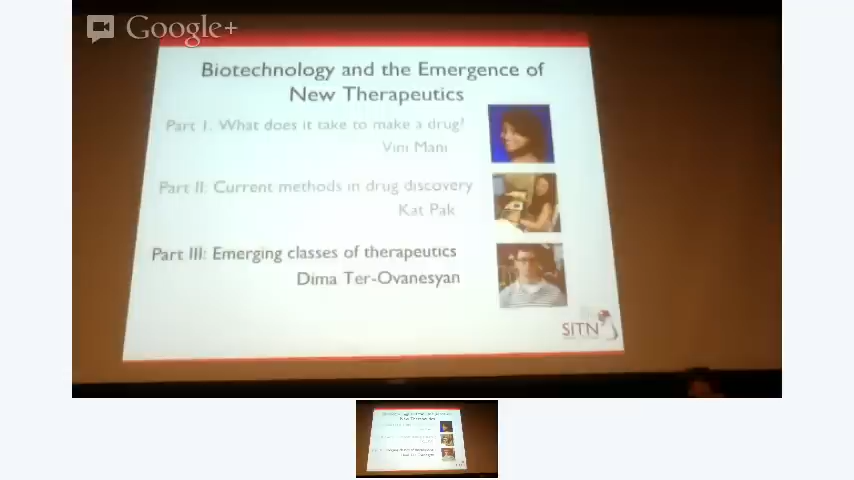 Google+
Biotechnology and the Emergence of
New Therapeutics
Part I. What does it take to make a drug?
Vini Mani
Part II: Current methods in drug discovery
Kat Pak
Part III: Emerging classes of therapeutics
Dima Ter-Ovanesyan
SITN